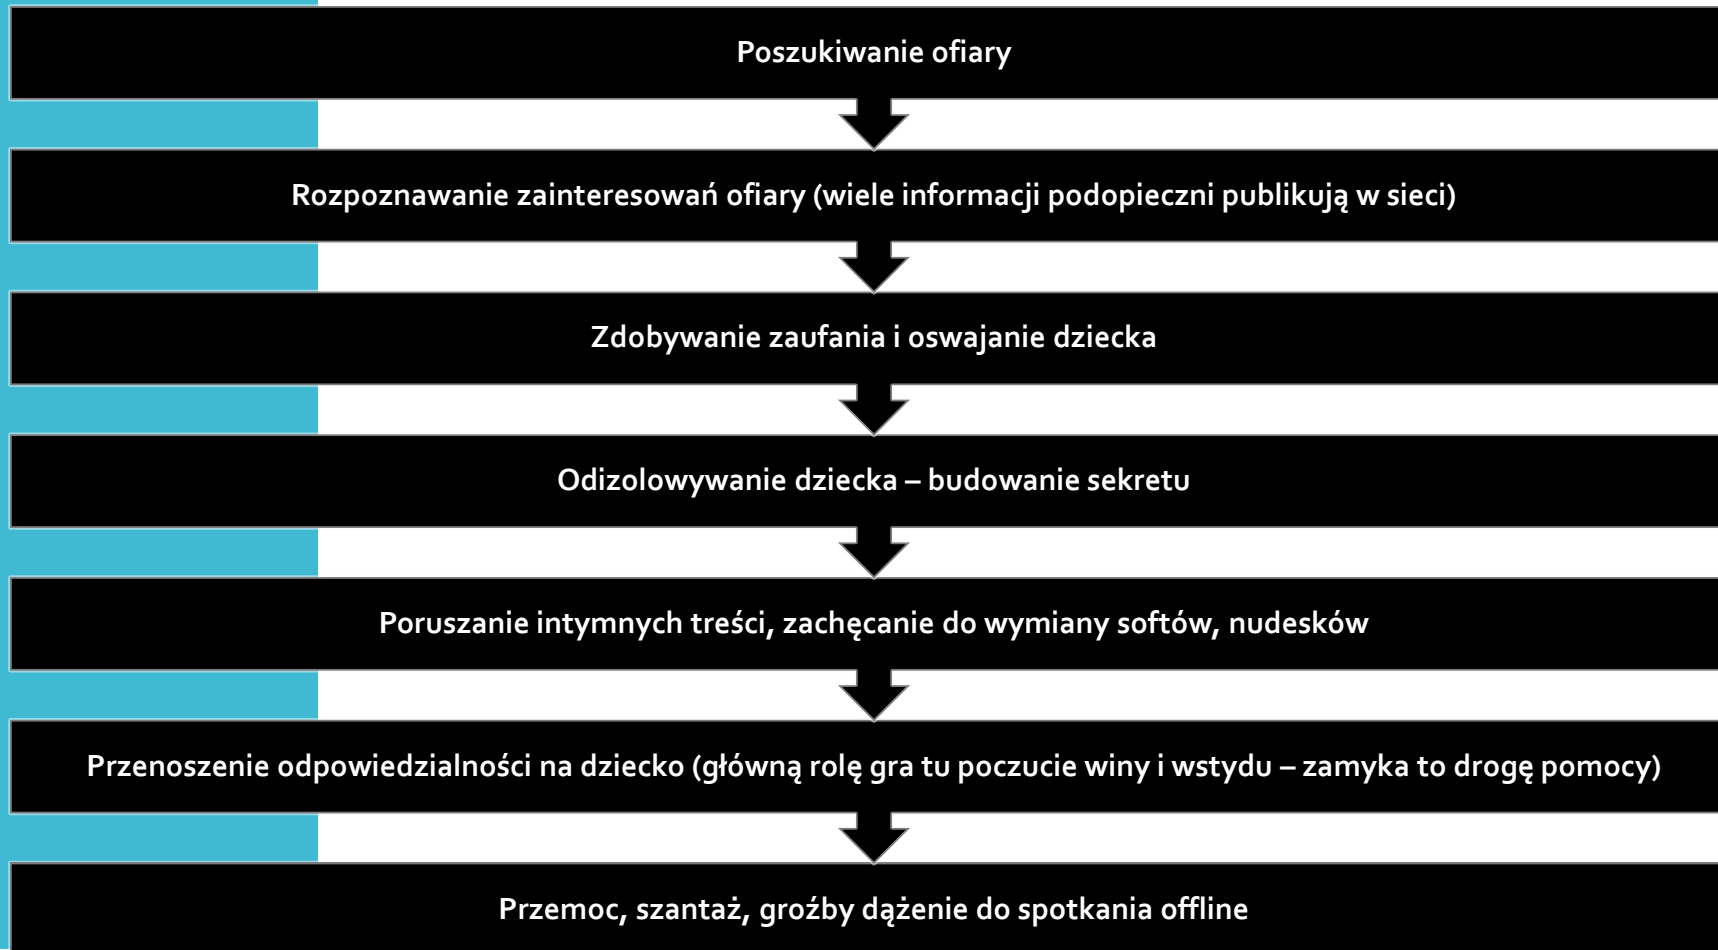 Poszukiwanie ofiary
Rozpoznawanie zainteresowań ofiary (wiele informacji podopieczni publikują w sieci)
Zdobywanie zaufania i oswajanie dziecka
Odizolowywanie dziecka – budowanie sekretu
Poruszanie intymnych treści, zachęcanie do wymiany softów, nudesków
Przenoszenie odpowiedzialności na dziecko (główną rolę gra tu poczucie winy i wstydu – zamyka to drogę pomocy)
Przemoc, szantaż, groźby dążenie do spotkania offline